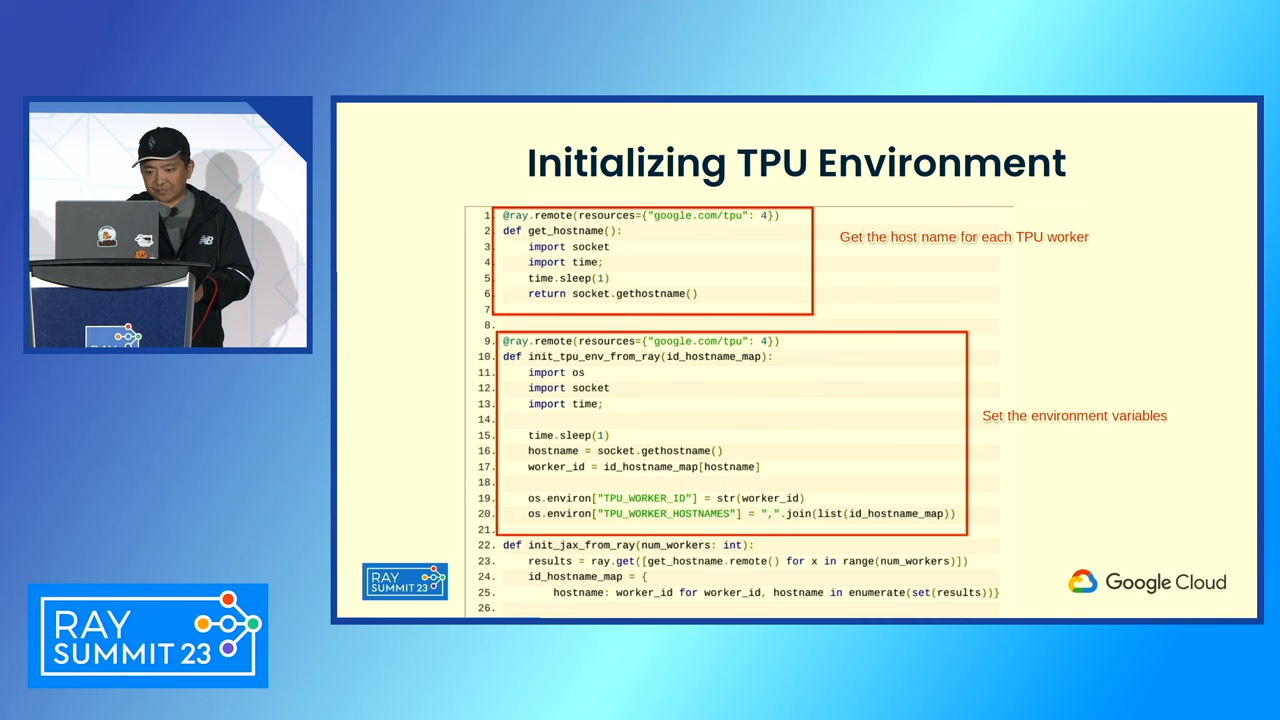 Initializing TPU Environment
1. @ray.remote(resources={"google.com/tpu": 4})
2. def get_hostname():
3.     import socket
4.     import time;
5.     time.sleep(1)
6.     return socket.gethostname()
7.
8.
9. @ray.remote(resources={"google.com/tpu": 4})
10. def init_tpu_env_from_ray(id_hostname_map):
11.     import os
12.     import socket
13.     import time;
14.
15.     time.sleep(1)
16.     hostname = socket.gethostname()
17.     worker_id = id_hostname_map[hostname]
18.
19.     os.environ["TPU_WORKER_ID"] = str(worker_id)
20.     os.environ["TPU_WORKER_HOSTNAMES"] = ",".join(list(id_hostname_map))
21.
22. def init_jax_from_ray(num_workers: int):
23.     results = ray.get([get_hostname.remote() for x in range(num_workers)])
24.     id_hostname_map = {
25.         hostname: worker_id for worker_id, hostname in enumerate(set(results))}
26.
Get the host name for each TPU worker
Set the environment variables
RAY
SUMMIT 23
Google Cloud
RAY
SUMMIT 23